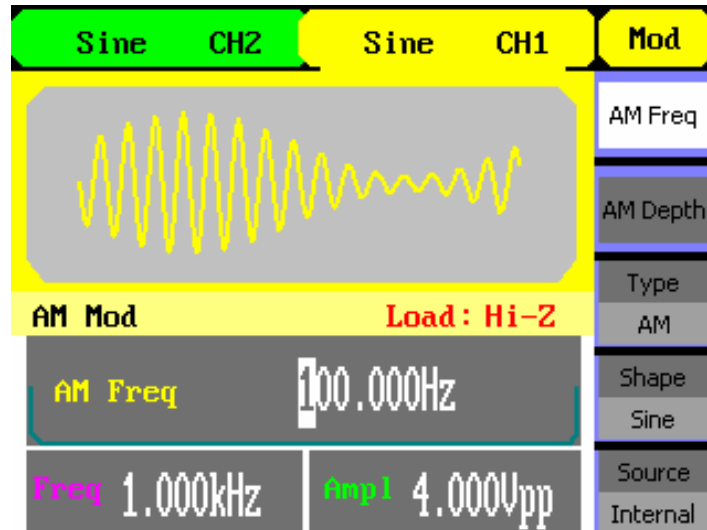 Sine CH2 Sine CH1 Mod
AM Freq
AM Depth
Type
AM
Shape
Sine
Source
Internal
AM Mod Load: Hi-Z
AM Freq 100.000Hz
Freq 1.000kHz Ampl 4.000Vpp